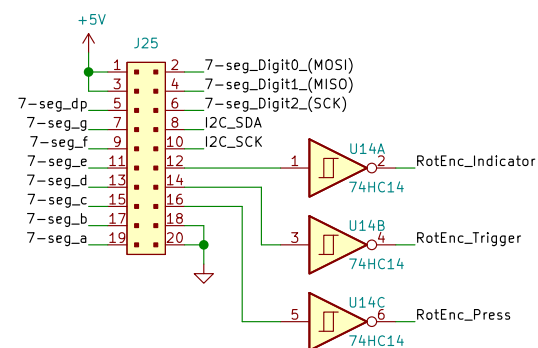 +5V
J25
1 2 7-seg_Digit0_(MOSI)
3 4 7-seg_Digit1_(MISO)
7-seg_dp 5 6 7-seg_Digit2_(SCK)
7-seg_g 7 8 I2C_SDA
7-seg_f 9 10 I2C_SCK
7-seg_e 11 12
7-seg_d 13 14
7-seg_c 15 16
7-seg_b 17 18
7-seg_a 19 20
U14A
1 2 RotEnc_Indicator
74HC14
U14B
3 4 RotEnc_Trigger
74HC14
U14C
5 6 RotEnc_Press
74HC14